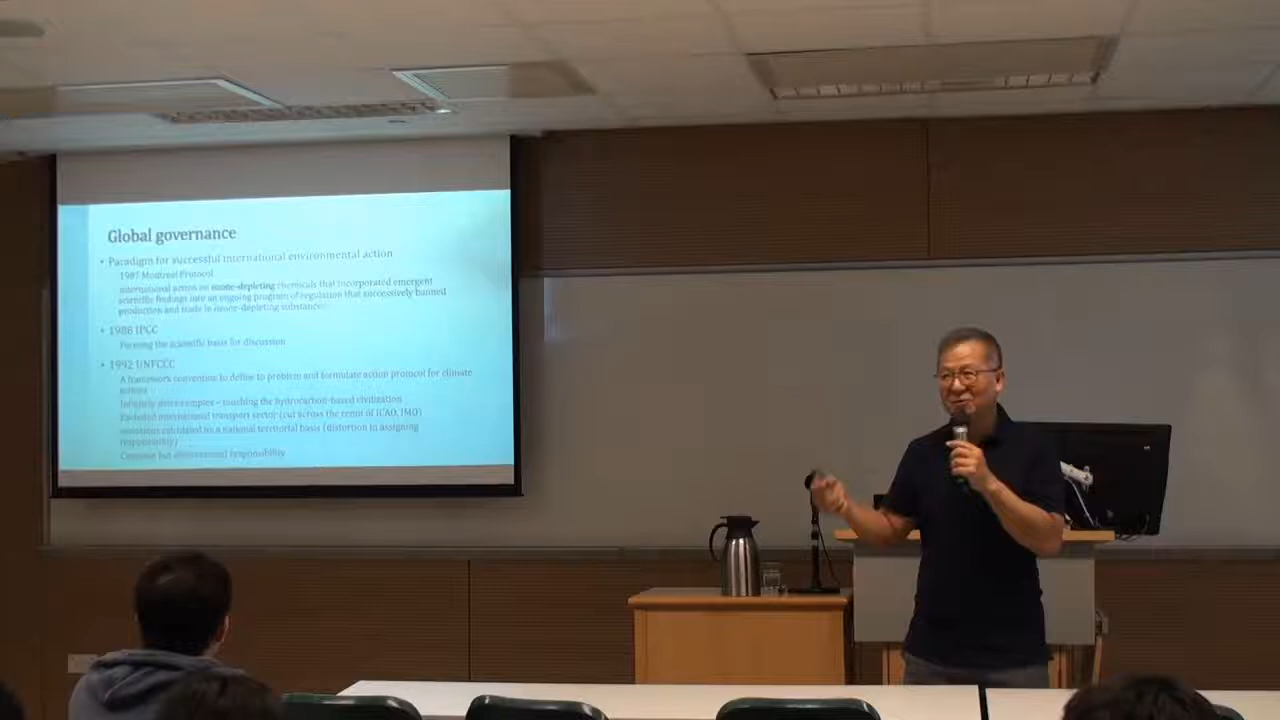 Global governance
• Paradigm for successful international environmental action
1987 Montreal Protocol
international action on ozone-depleting chemicals that incorporated emergent
scientific findings into an ongoing program of regulation that successively banned
production and trade in ozone-depleting substances
• 1988 IPCC
Forming the scientific basis for discussion
• 1992 UNFCCC
A framework convention to define to problem and formulate action protocol for climate
actions
Infinitely more complex – touching the hydrocarbon-based civilization
Excluded international transport sector (cut across the remit of ICAO, IMO)
emissions calculated on a national territorial basis (distortion in assigning
responsibility)
Common but differentiated responsibility